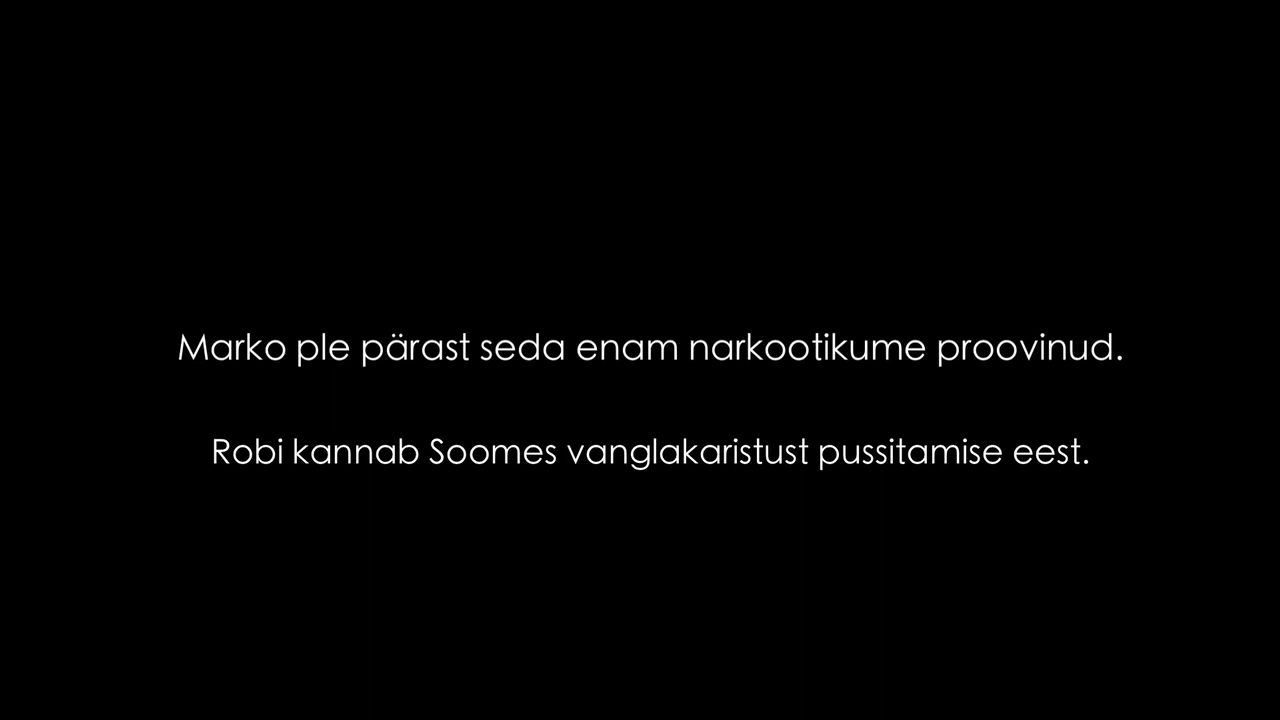 Marko ple pärast seda enam narkootikume proovinud.
Robi kannab Soomes vanglakaristust pussitamise eest.